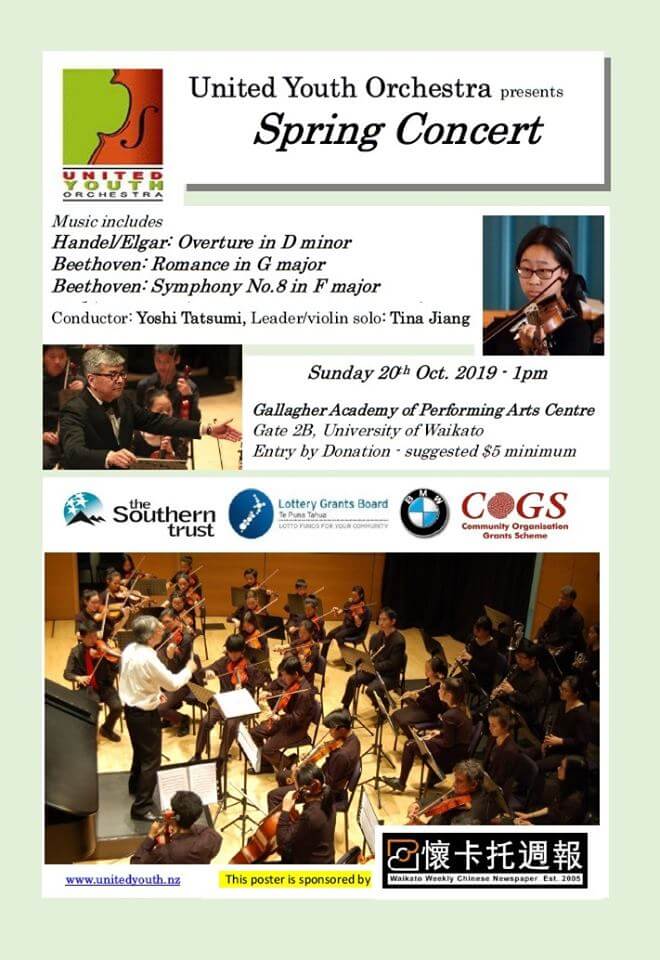 United Youth Orchestra presents
Spring Concert
UNITED
YOUTH
ORCHESTRA
Music includes
Handel/Elgar: Overture in D minor
Beethoven: Romance in G major
Beethoven: Symphony No.8 in F major
Conductor: Yoshi Tatsumi, Leader/violin solo: Tina Jiang
Sunday 20th Oct. 2019 - 1pm
Gallagher Academy of Performing Arts Centre
Gate 2B, University of Waikato
Entry by Donation - suggested $5 minimum
the Southern trust
Lottery Grants Board
Te Puna Tahua
LOTTO FUNDS FOR YOUR COMMUNITY
BMW
COGS
Community Organisation
Grants Scheme
懷卡托週報
Waikato Weekly Chinese Newspaper Est. 2005
www.unitedyouth.nz
This poster is sponsored by